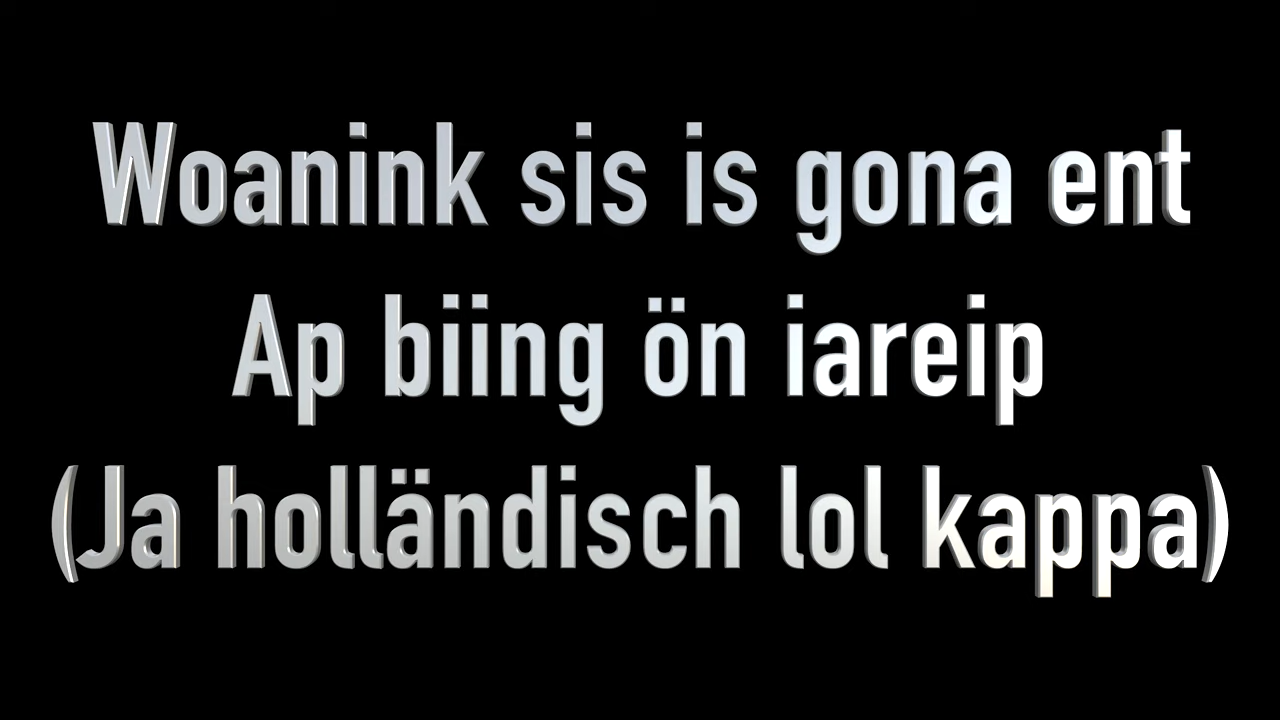 Woanink sis is gona ent
Ap biing ön iareip
(Ja holländisch lol kappa)